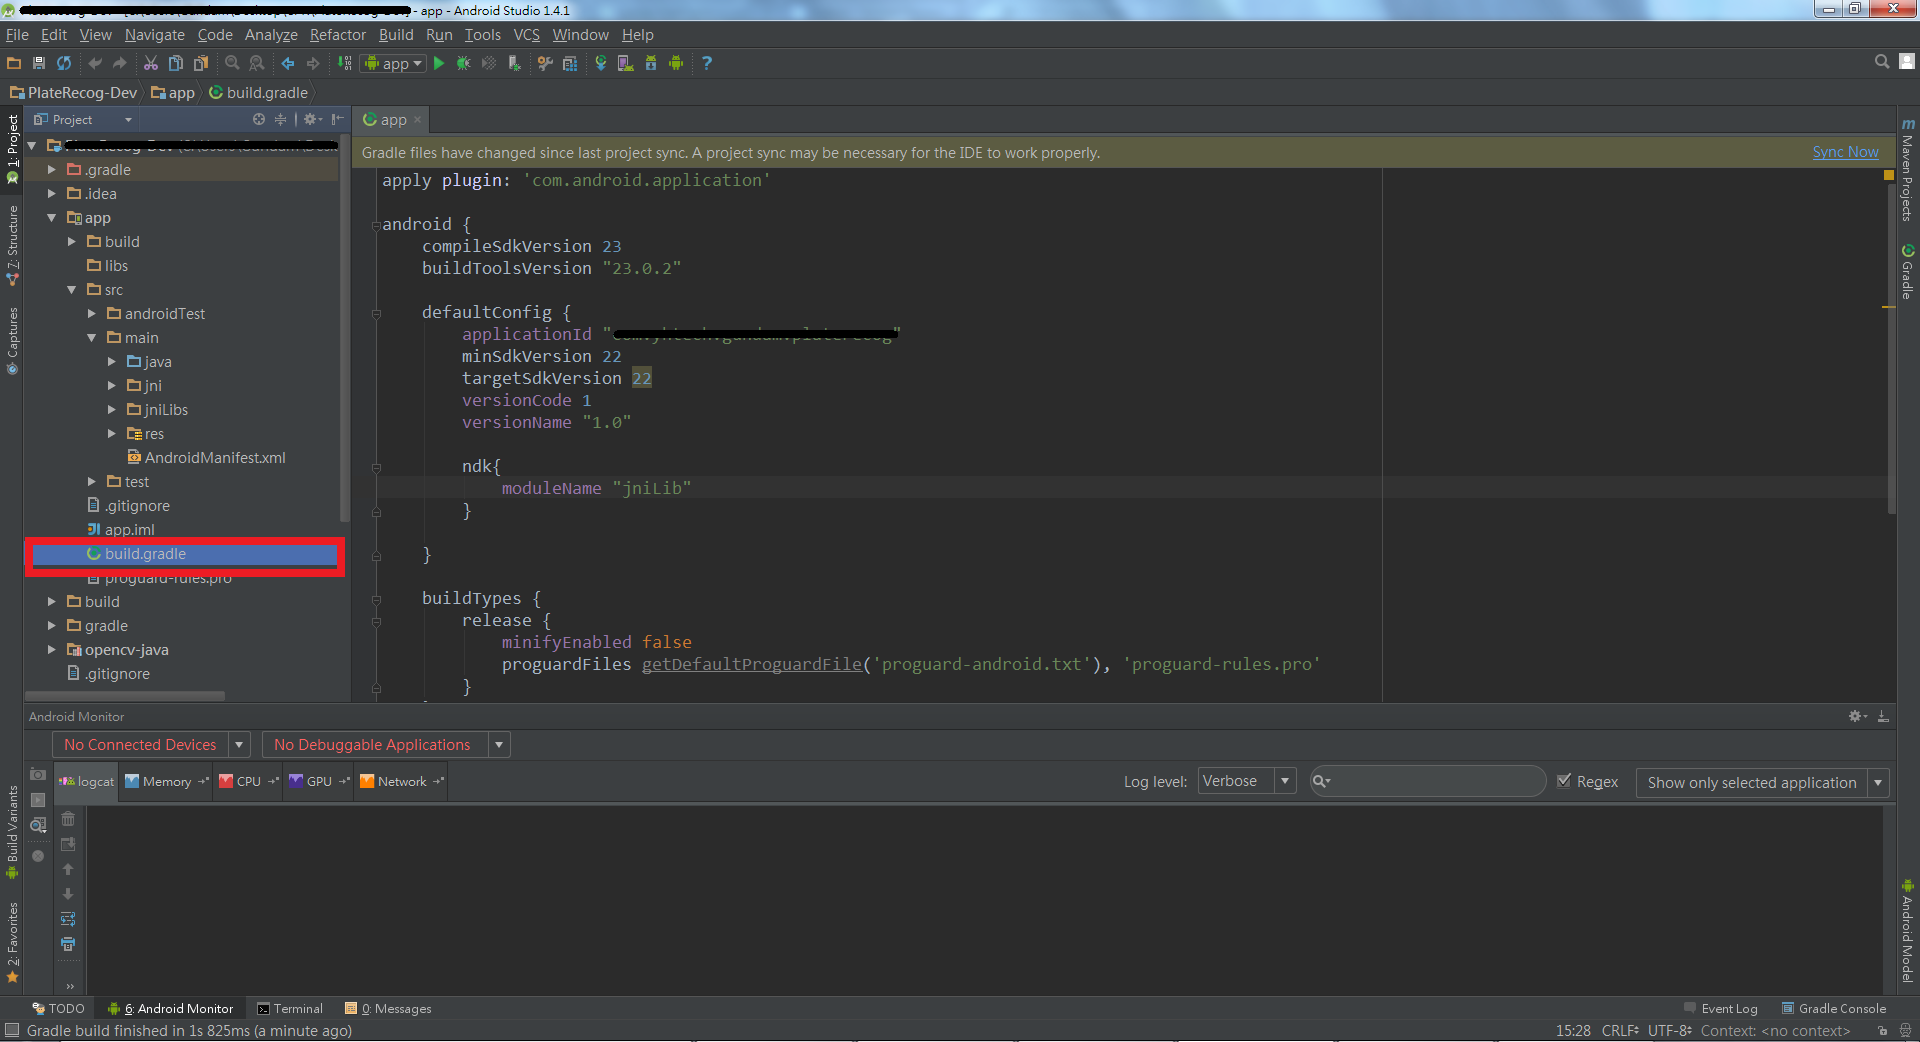 - app - Android Studio 1.4.1
File Edit View Navigate Code Analyze Refactor Build Run Tools VCS Window Help
app
PlateRecog-Dev app build.gradle
Project
app
1: Project
7: Structure
Captures
Build Variants
2: Favorites
Gradle files have changed since last project sync. A project sync may be necessary for the IDE to work properly. Sync Now
.gradle
.idea
app
build
libs
src
androidTest
main
java
jni
jniLibs
res
AndroidManifest.xml
test
.gitignore
app.iml
build.gradle
proguard-rules.pro
build
gradle
opencv-java
.gitignore
apply plugin: 'com.android.application'
android {
compileSdkVersion 23
buildToolsVersion "23.0.2"
defaultConfig {
applicationId "
"
minSdkVersion 22
targetSdkVersion 22
versionCode 1
versionName "1.0"
ndk{
moduleName "jniLib"
}
}
buildTypes {
release {
minifyEnabled false
proguardFiles getDefaultProguardFile('proguard-android.txt'), 'proguard-rules.pro'
}
Maven Projects
Gradle
Android Model
Android Monitor
No Connected Devices No Debuggable Applications
logcat Memory CPU GPU Network Log level: Verbose Regex Show only selected application
TODO 6: Android Monitor Terminal 0: Messages Event Log Gradle Console
Gradle build finished in 1s 825ms (a minute ago) 15:28 CRLF UTF-8 Context: <no context>